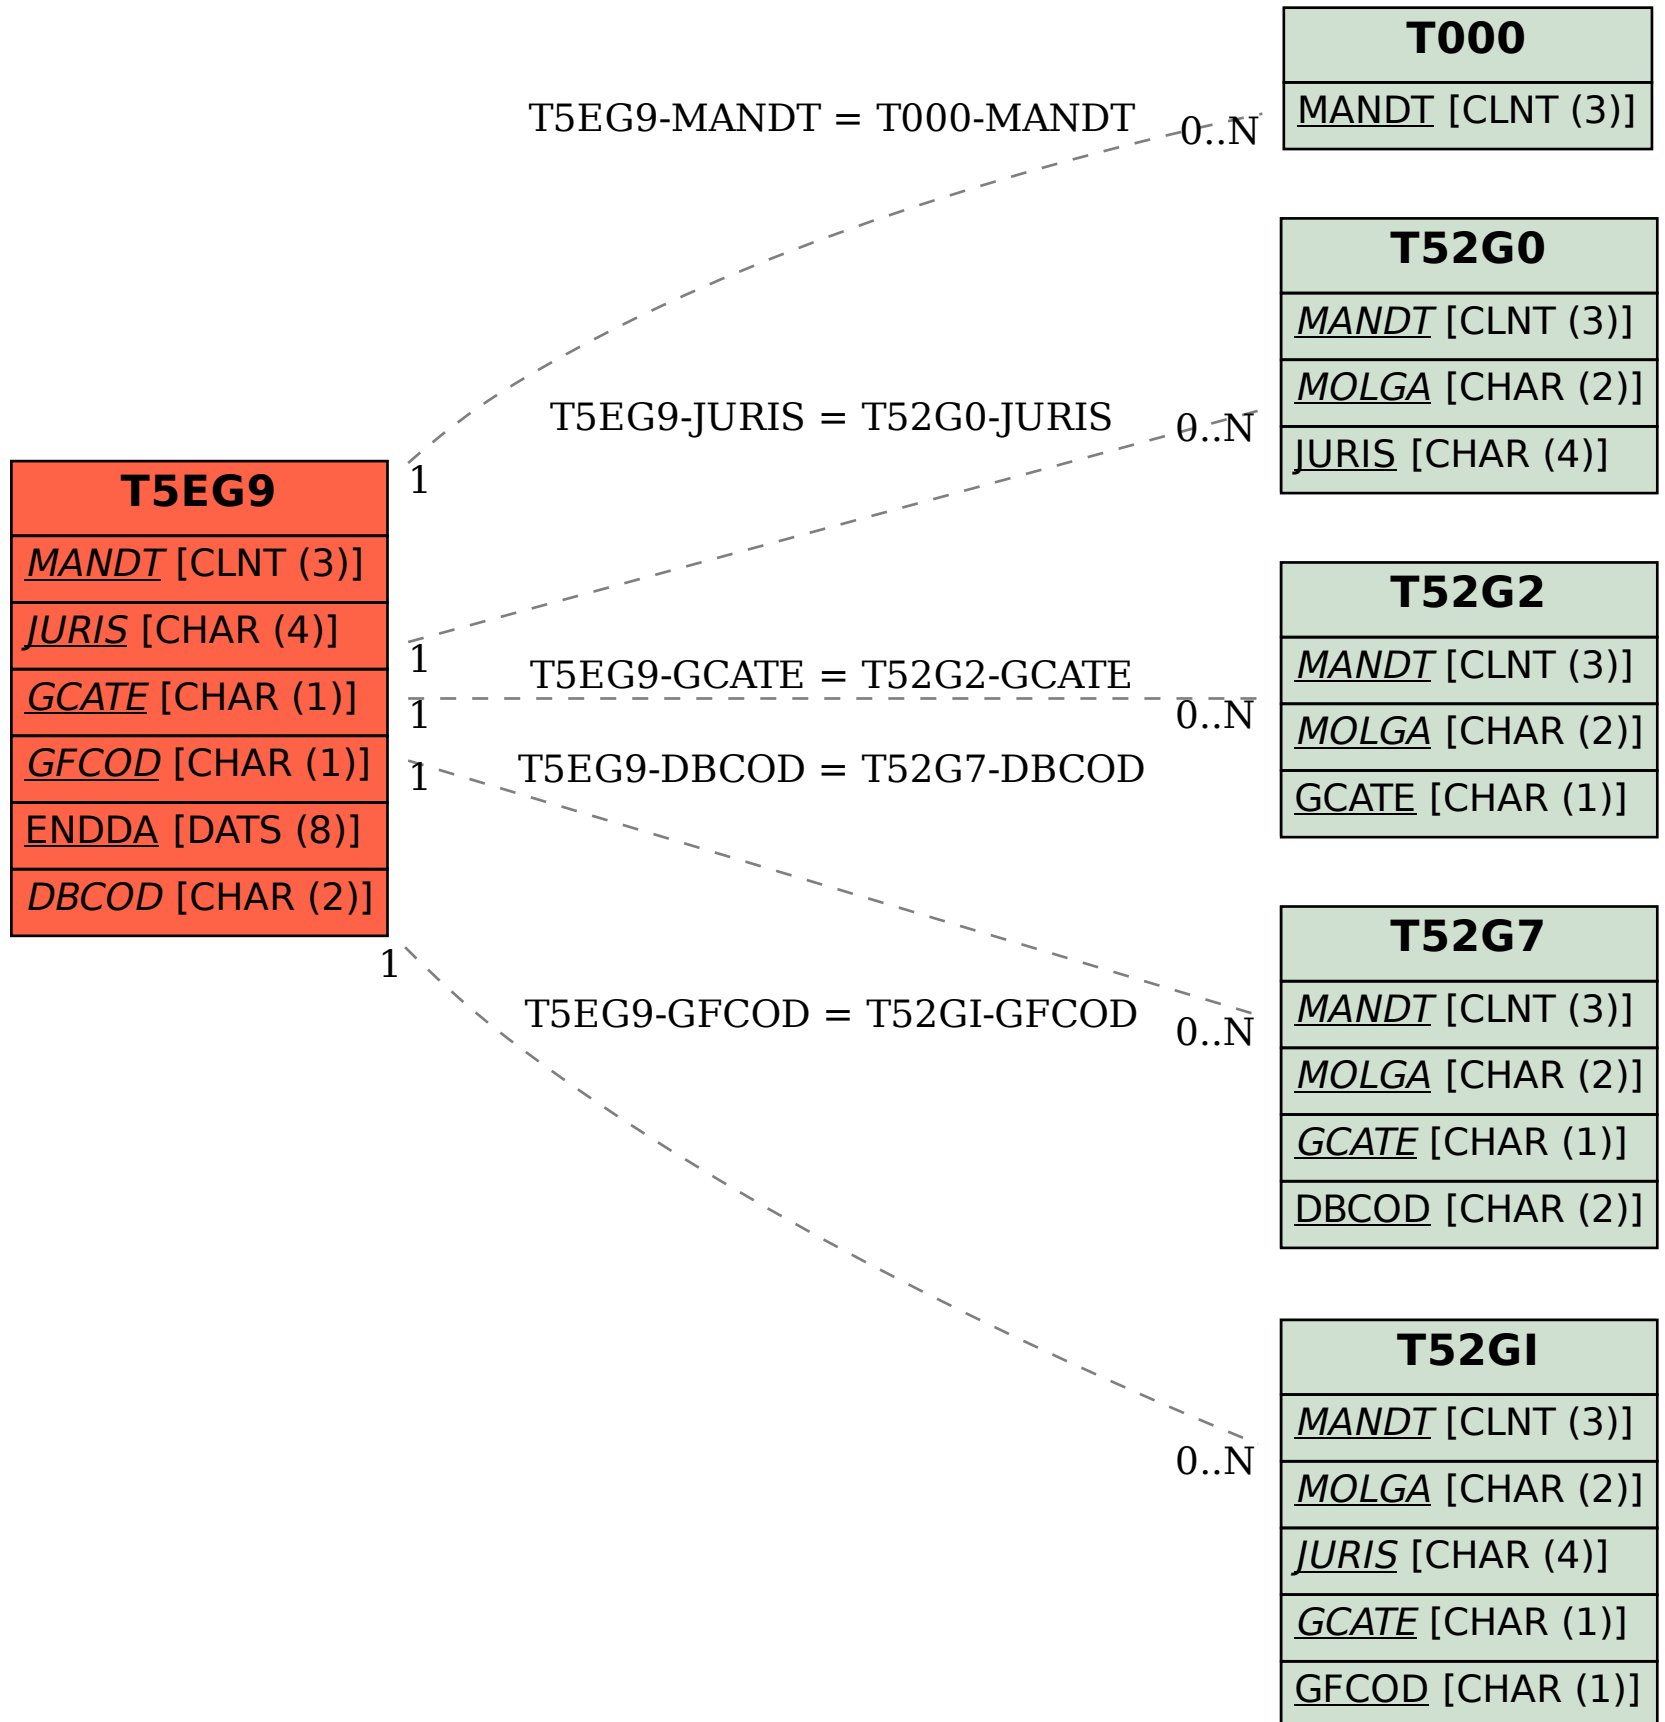 T5EG9
MANDT [CLNT (3)]
JURIS [CHAR (4)]
GCATE [CHAR (1)]
GFCOD [CHAR (1)]
ENDDA [DATS (8)]
DBCOD [CHAR (2)]
T5EG9-MANDT = T000-MANDT
0..N
1
T5EG9-JURIS = T52G0-JURIS
0..N
1
T5EG9-GCATE = T52G2-GCATE
0..N
1
T5EG9-DBCOD = T52G7-DBCOD
0..N
1
T5EG9-GFCOD = T52GI-GFCOD
0..N
1
T000
MANDT [CLNT (3)]
T52G0
MANDT [CLNT (3)]
MOLGA [CHAR (2)]
JURIS [CHAR (4)]
T52G2
MANDT [CLNT (3)]
MOLGA [CHAR (2)]
GCATE [CHAR (1)]
T52G7
MANDT [CLNT (3)]
MOLGA [CHAR (2)]
GCATE [CHAR (1)]
DBCOD [CHAR (2)]
T52GI
MANDT [CLNT (3)]
MOLGA [CHAR (2)]
JURIS [CHAR (4)]
GCATE [CHAR (1)]
GFCOD [CHAR (1)]